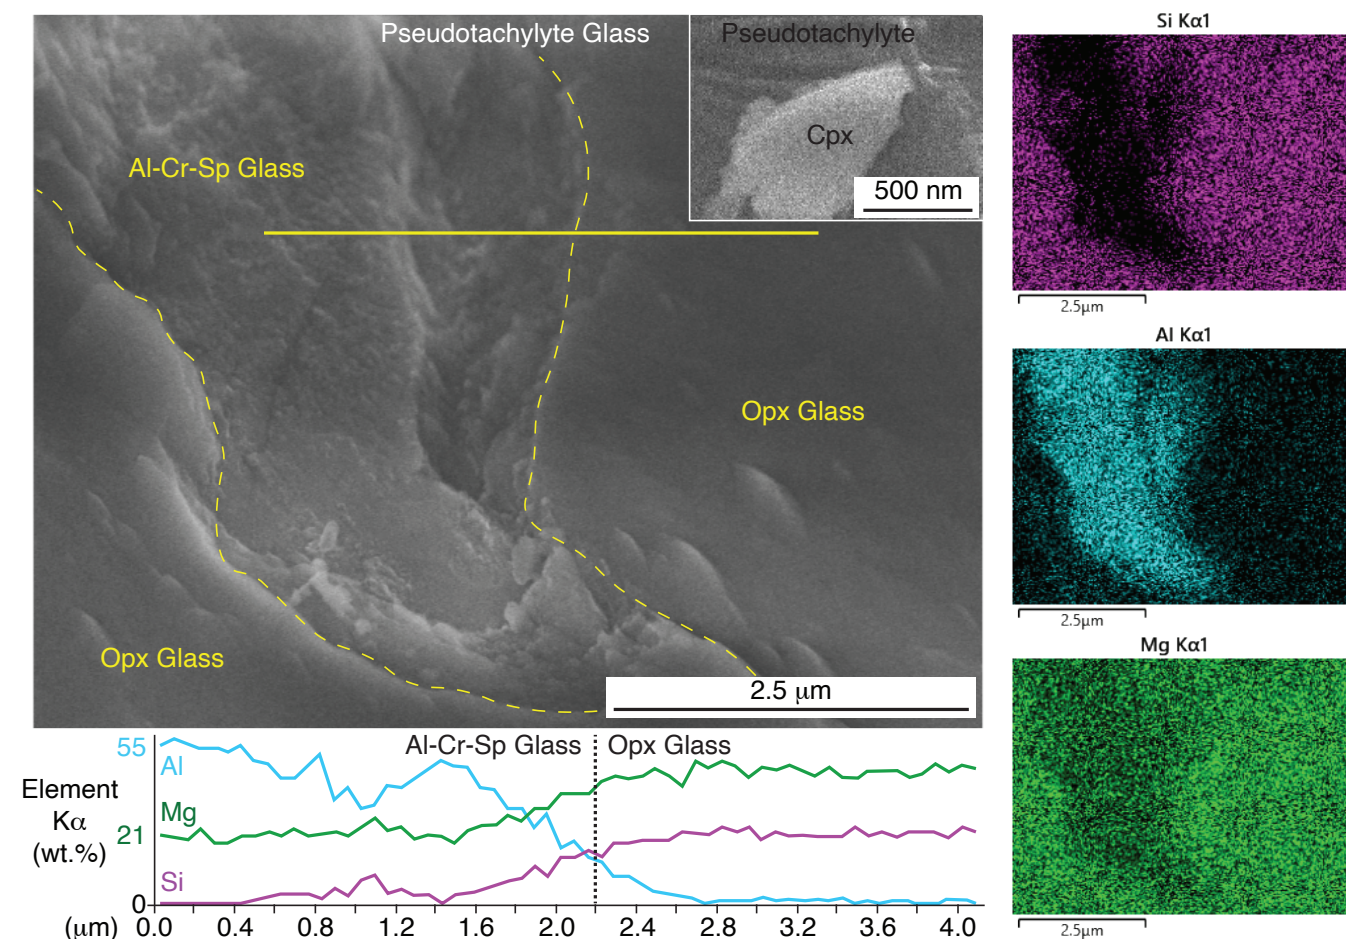 Pseudotachylyte Glass
Pseudotachylyte
Al-Cr-Sp Glass
Cpx
500 nm
Opx Glass
Opx Glass
2.5 μm
Si Kα1
2.5μm
Al Kα1
2.5μm
Mg Kα1
2.5μm
Al-Cr-Sp Glass
Opx Glass
55
Al
Element
Kα
(wt.%)
Mg
21
Si
0
(μm)
0.0 0.4 0.8 1.2 1.6 2.0 2.4 2.8 3.2 3.6 4.0